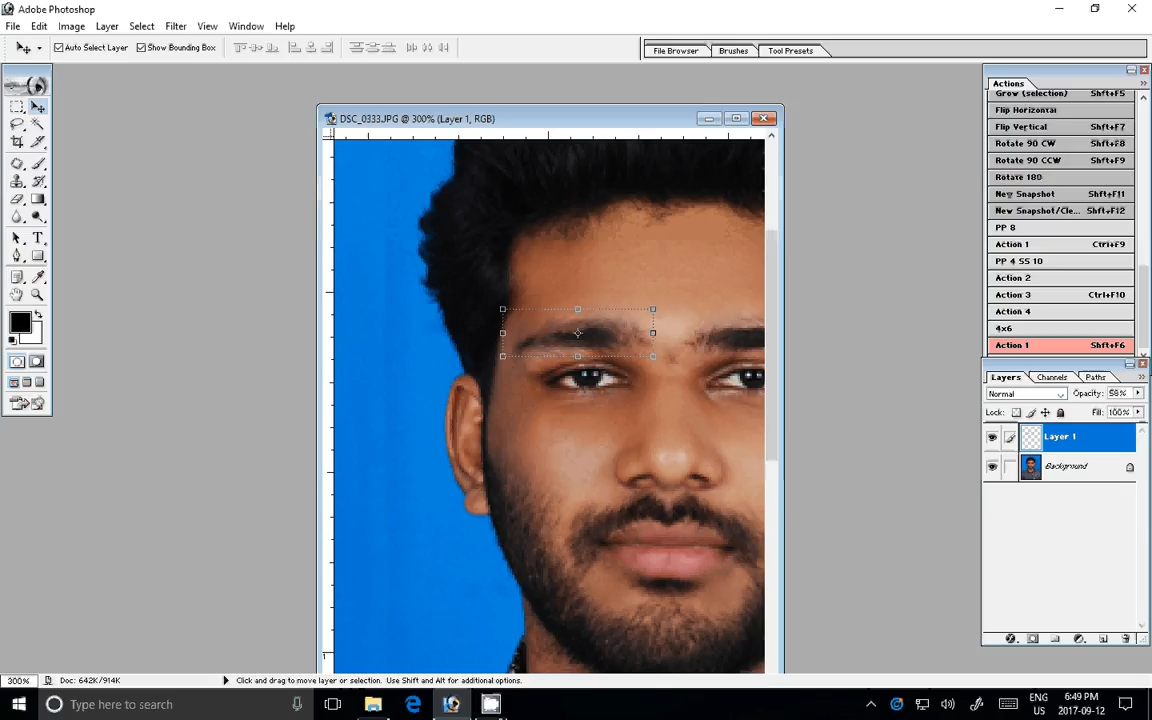 Adobe Photoshop
File Edit Image Layer Select Filter View Window Help
Auto Select Layer Show Bounding Box
File Browser Brushes Tool Presets
DSC_0333.JPG @ 300% (Layer 1, RGB)
Actions
Grow (selection) Shft+F5
Flip Horizontal
Flip Vertical Shft+F7
Rotate 90 CW Shft+F8
Rotate 90 CCW Shft+F9
Rotate 180
New Snapshot Shft+F11
New Snapshot/Cle... Shft+F12
PP 8
Action 1 Ctrl+F9
PP 4 SS 10
Action 2
Action 3 Ctrl+F10
Action 4
4x6
Action 1 Shft+F6
Layers Channels Paths
Normal Opacity: 58%
Lock: Fill: 100%
Layer 1
Background
300% Doc: 642K/914K Click and drag to move layer or selection. Use Shift and Alt for additional options.
Type here to search
ENG 6:49 PM
US 2017-09-12